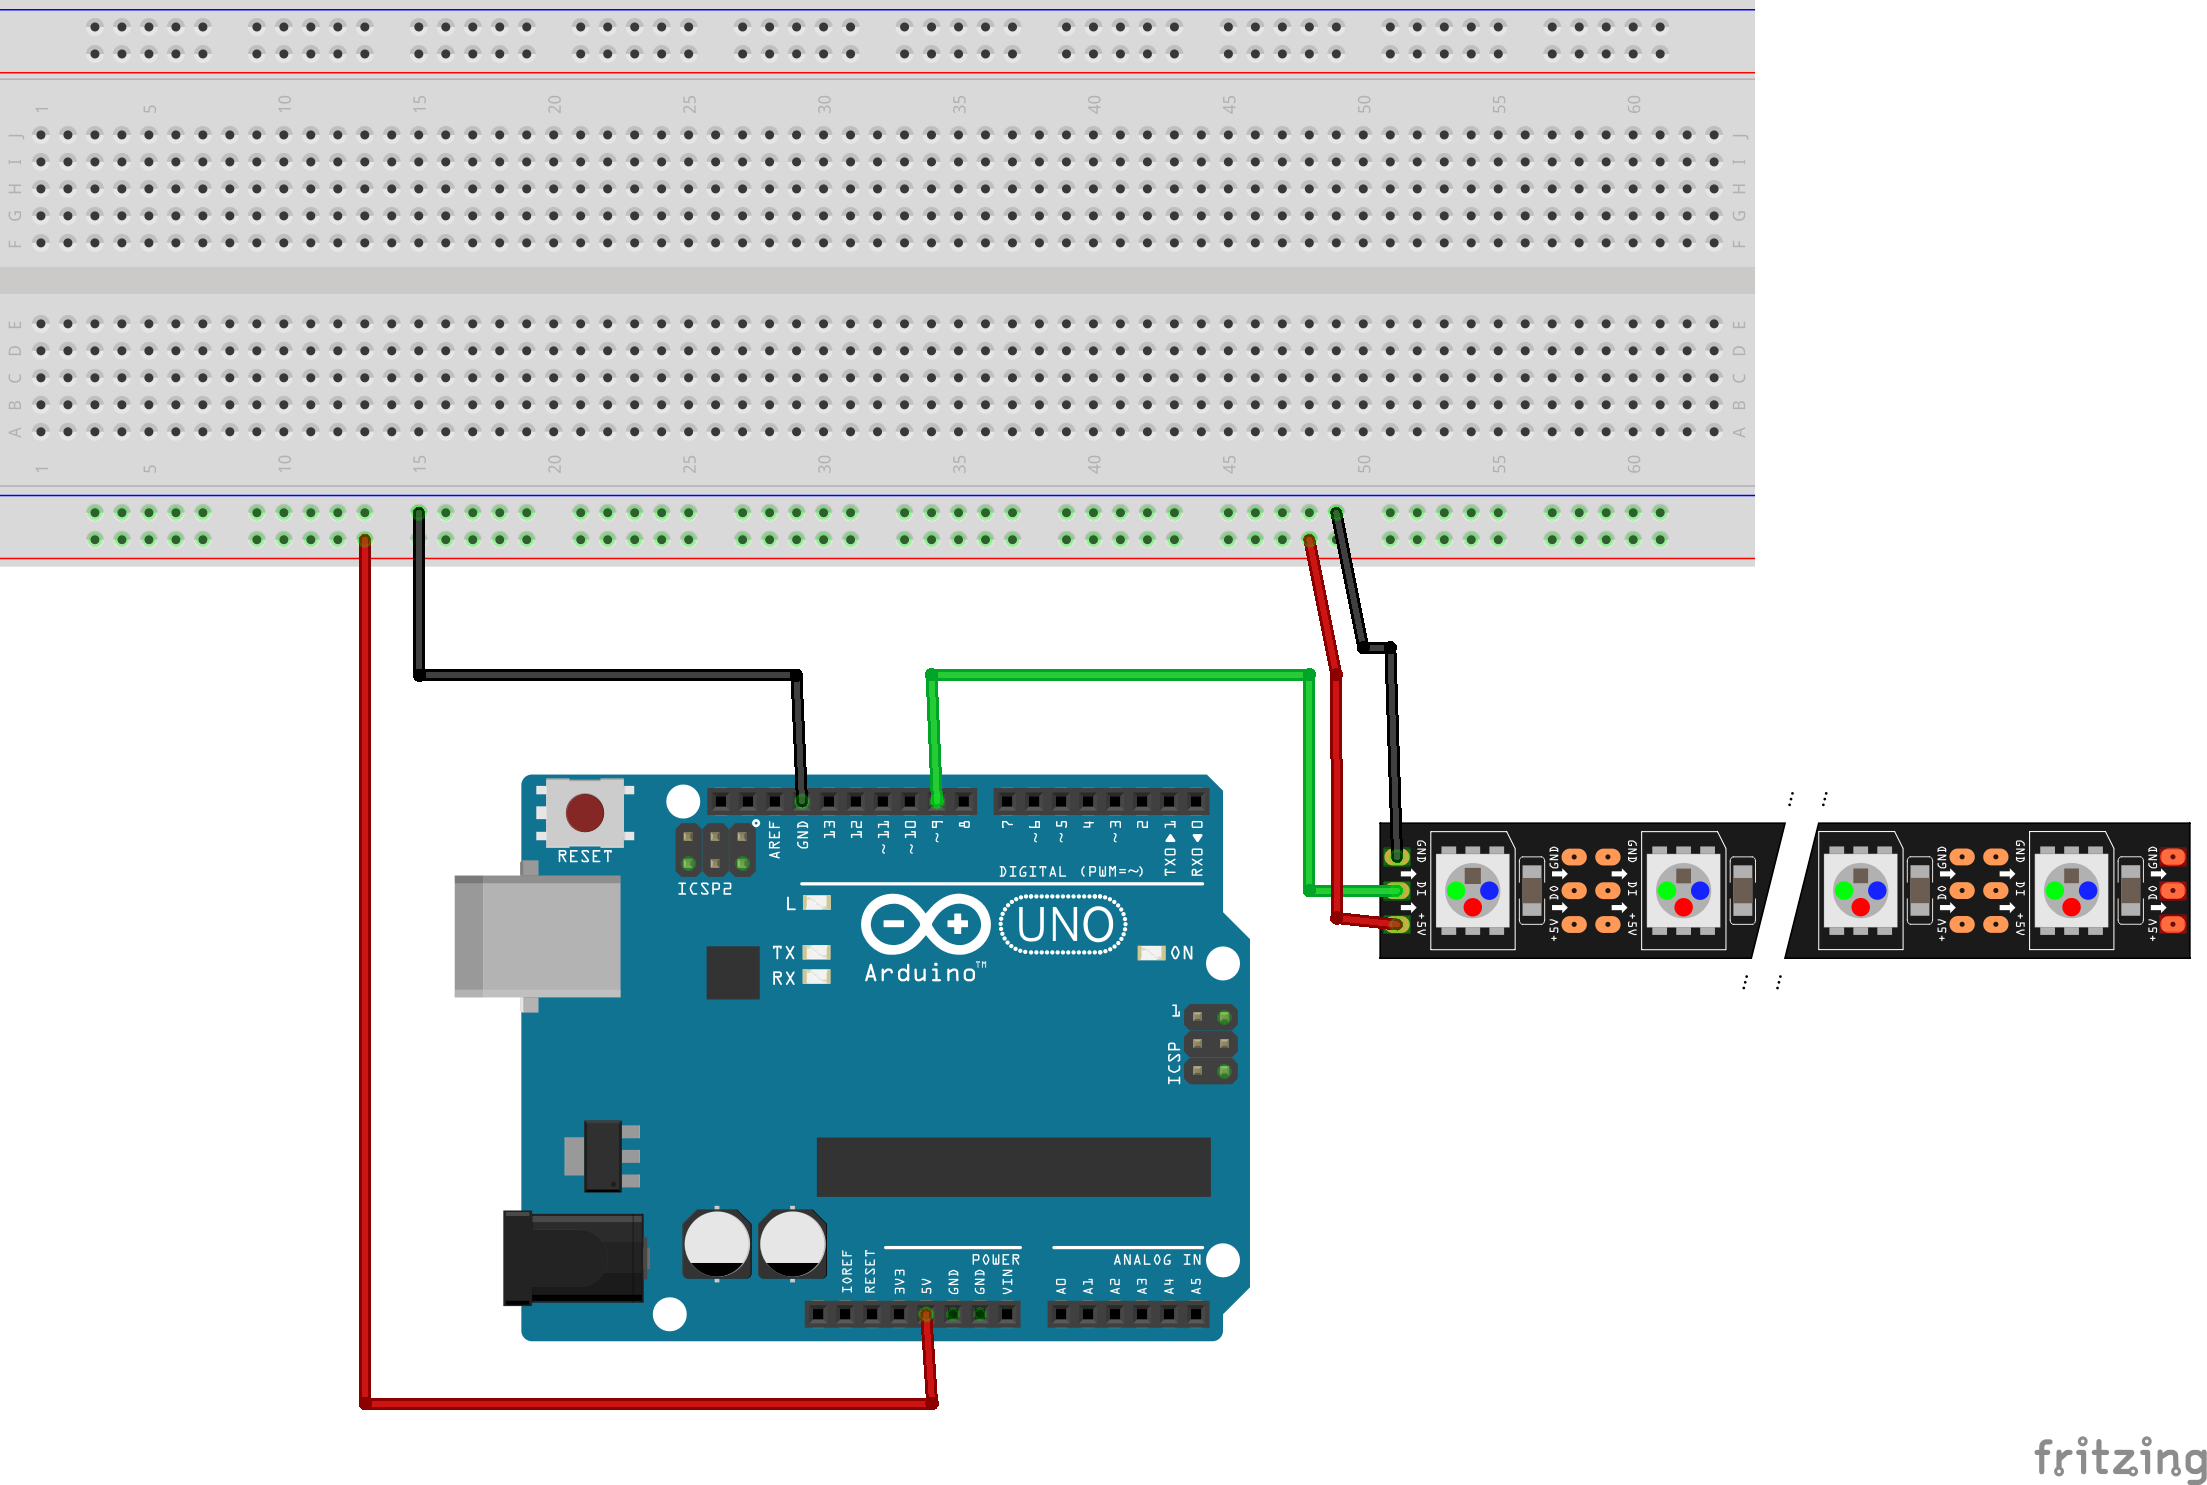 1 5 10 15 20 25 30 35 40 45 50 55 60
J J
I I
H H
G G
F F
E E
D D
C C
B B
A A
1 5 10 15 20 25 30 35 40 45 50 55 60
RESET
ICSP2
AREF GND 13 12 ~11 ~10 ~9 8 7 ~6 ~5 4 ~3 2 TX0 1 RX0 0
DIGITAL (PWM=~)
L
TX
RX
UNO
Arduino™
ON
1
ICSP
IOREF RESET 3V3 5V GND GND VIN
POWER
A0 A1 A2 A3 A4 A5
ANALOG IN
GND GND GND GND GND GND
DI DO DI DO DI DO
+5V +5V +5V +5V +5V +5V
fritzing